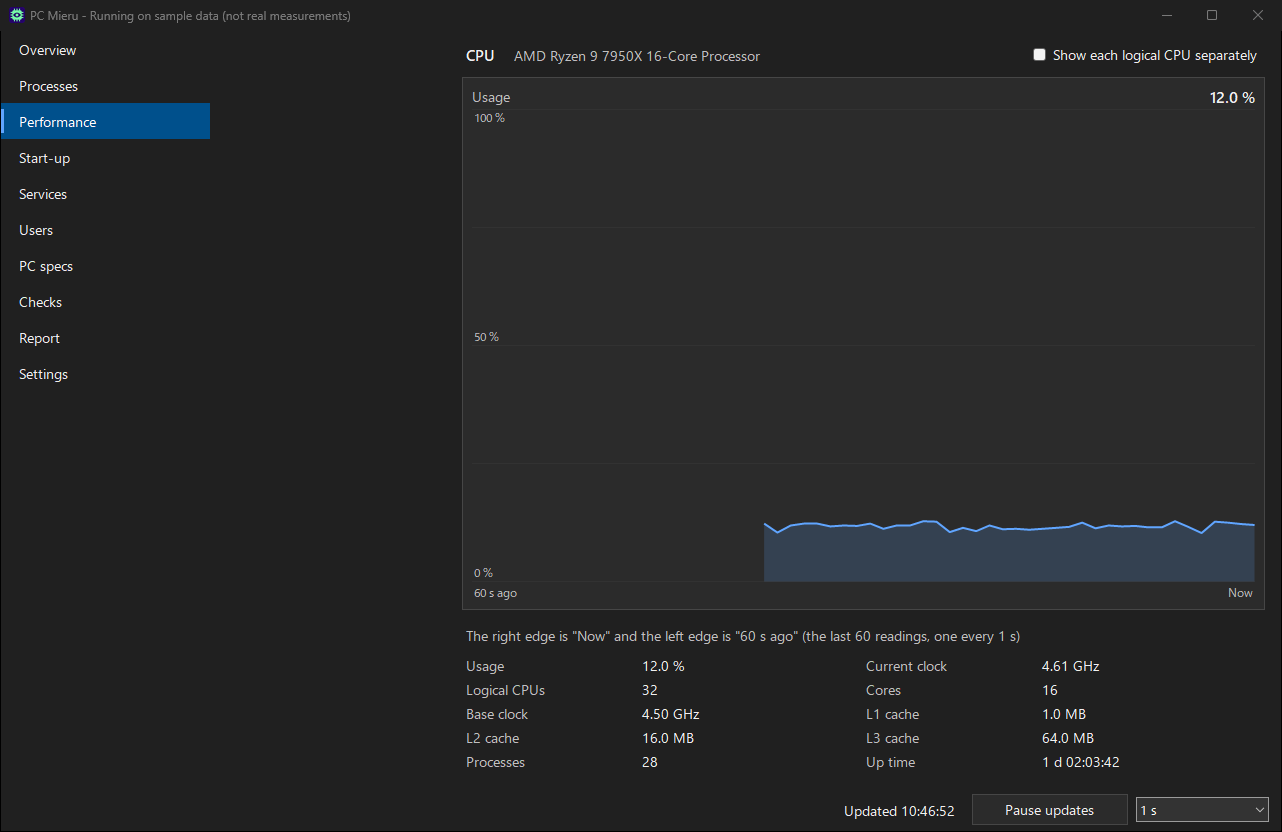 PC Mieru - Running on sample data (not real measurements)
Overview
Processes
Performance
Start-up
Services
Users
PC specs
Checks
Report
Settings
CPU AMD Ryzen 9 7950X 16-Core Processor
Show each logical CPU separately
Usage 12.0 %
100 %
50 %
0 %
60 s ago Now
The right edge is "Now" and the left edge is "60 s ago" (the last 60 readings, one every 1 s)
Usage 12.0 % Current clock 4.61 GHz
Logical CPUs 32 Cores 16
Base clock 4.50 GHz L1 cache 1.0 MB
L2 cache 16.0 MB L3 cache 64.0 MB
Processes 28 Up time 1 d 02:03:42
Updated 10:46:52 Pause updates 1 s